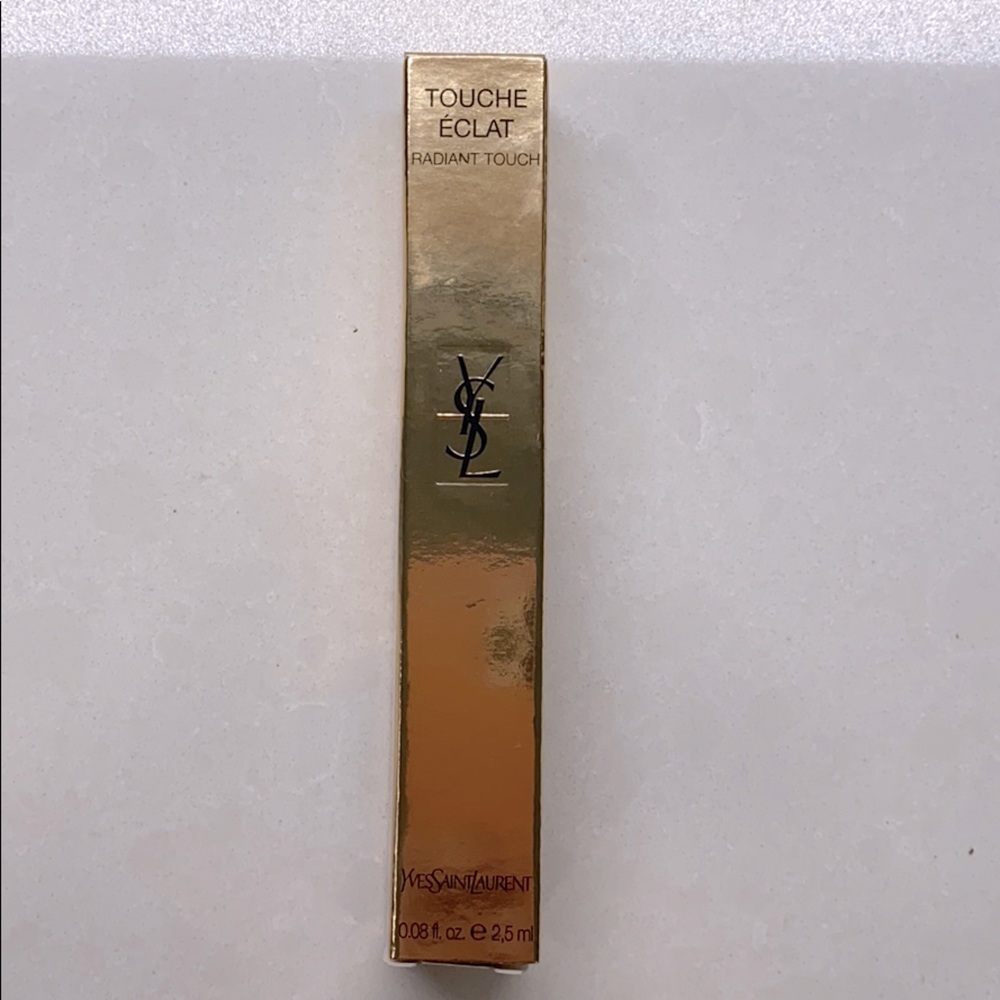 TOUCHE
ÉCLAT
RADIANT TOUCH
YSL
YVESSAINTLAURENT
0.08 fl. oz. e 2,5 ml